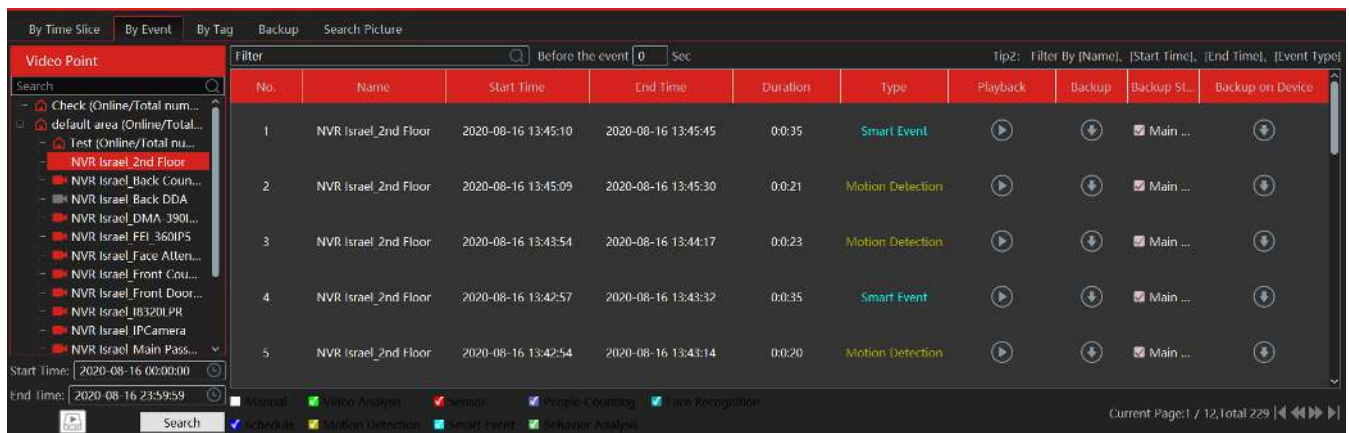 By Time Slice By Event By Tag Backup Search Picture
Video Point
Filter Before the event 0 Sec Tip2: Filter By [Name]、[Start Time]、[End Time]、[Event Type]
Search
No. Name Start Time End Time Duration Type Playback Backup Backup St... Backup on Device
Check (Online/Total num...
default area (Online/Total...
Test (Online/Total nu...
NVR Israel_2nd Floor
NVR Israel_Back Coun...
NVR Israel_Back DDA
NVR Israel_DMA-390I...
NVR Israel_FEI_360IP5
NVR Israel_Face Atten...
NVR Israel_Front Cou...
NVR Israel_Front Door...
NVR Israel_I8320LPR
NVR Israel_IPCamera
NVR Israel_Main Pass...
1 NVR Israel_2nd Floor 2020-08-16 13:45:10 2020-08-16 13:45:45 0:0:35 Smart Event Main ...
2 NVR Israel_2nd Floor 2020-08-16 13:45:09 2020-08-16 13:45:30 0:0:21 Motion Detection Main ...
3 NVR Israel_2nd Floor 2020-08-16 13:43:54 2020-08-16 13:44:17 0:0:23 Motion Detection Main ...
4 NVR Israel_2nd Floor 2020-08-16 13:42:57 2020-08-16 13:43:32 0:0:35 Smart Event Main ...
5 NVR Israel_2nd Floor 2020-08-16 13:42:54 2020-08-16 13:43:14 0:0:20 Motion Detection Main ...
Start Time: 2020-08-16 00:00:00
End Time: 2020-08-16 23:59:59
Search
Manual Video Analysis Sensor People Counting Face Recognition
Schedule Motion Detection Smart Event Behavior Analysis
Current Page:1 / 12,Total 229